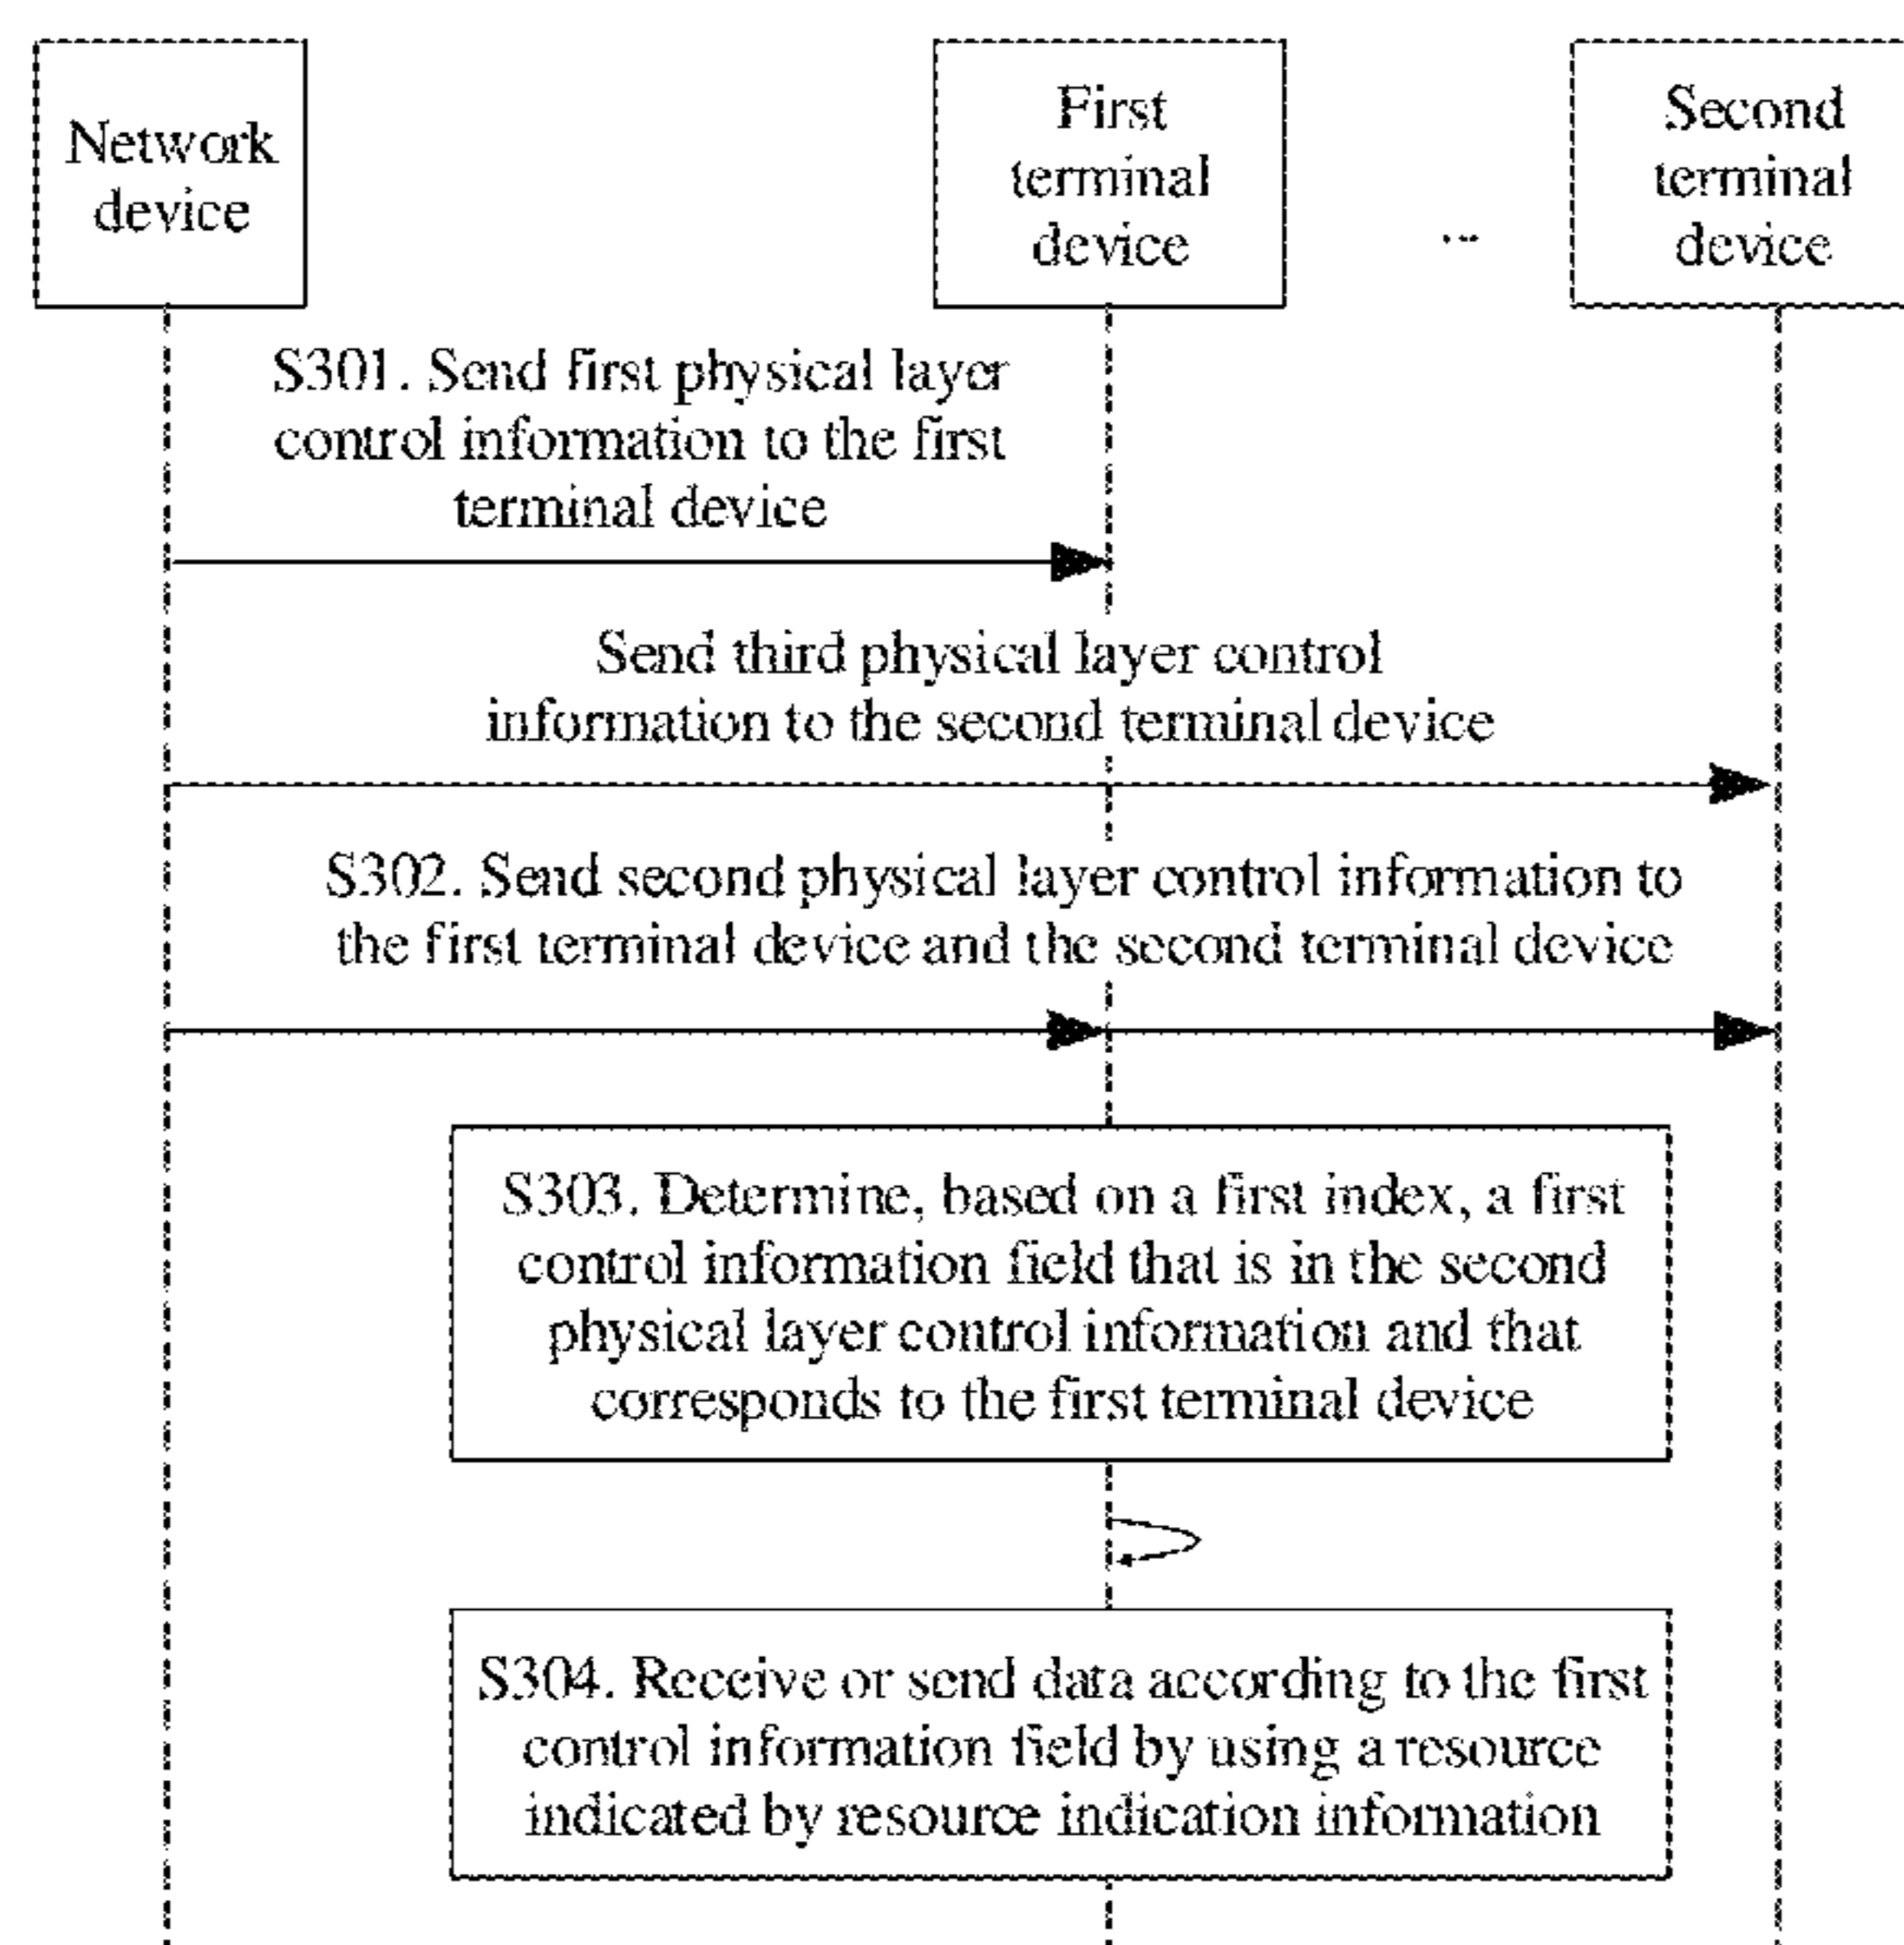 Network
device
First
terminal
device
...
Second
terminal
device
S301. Send first physical layer
control information to the first
terminal device
Send third physical layer control
information to the second terminal device
S302. Send second physical layer control information to
the first terminal device and the second terminal device
S303. Determine, based on a first index, a first
control information field that is in the second
physical layer control information and that
corresponds to the first terminal device
S304. Receive or send data according to the first
control information field by using a resource
indicated by resource indication information